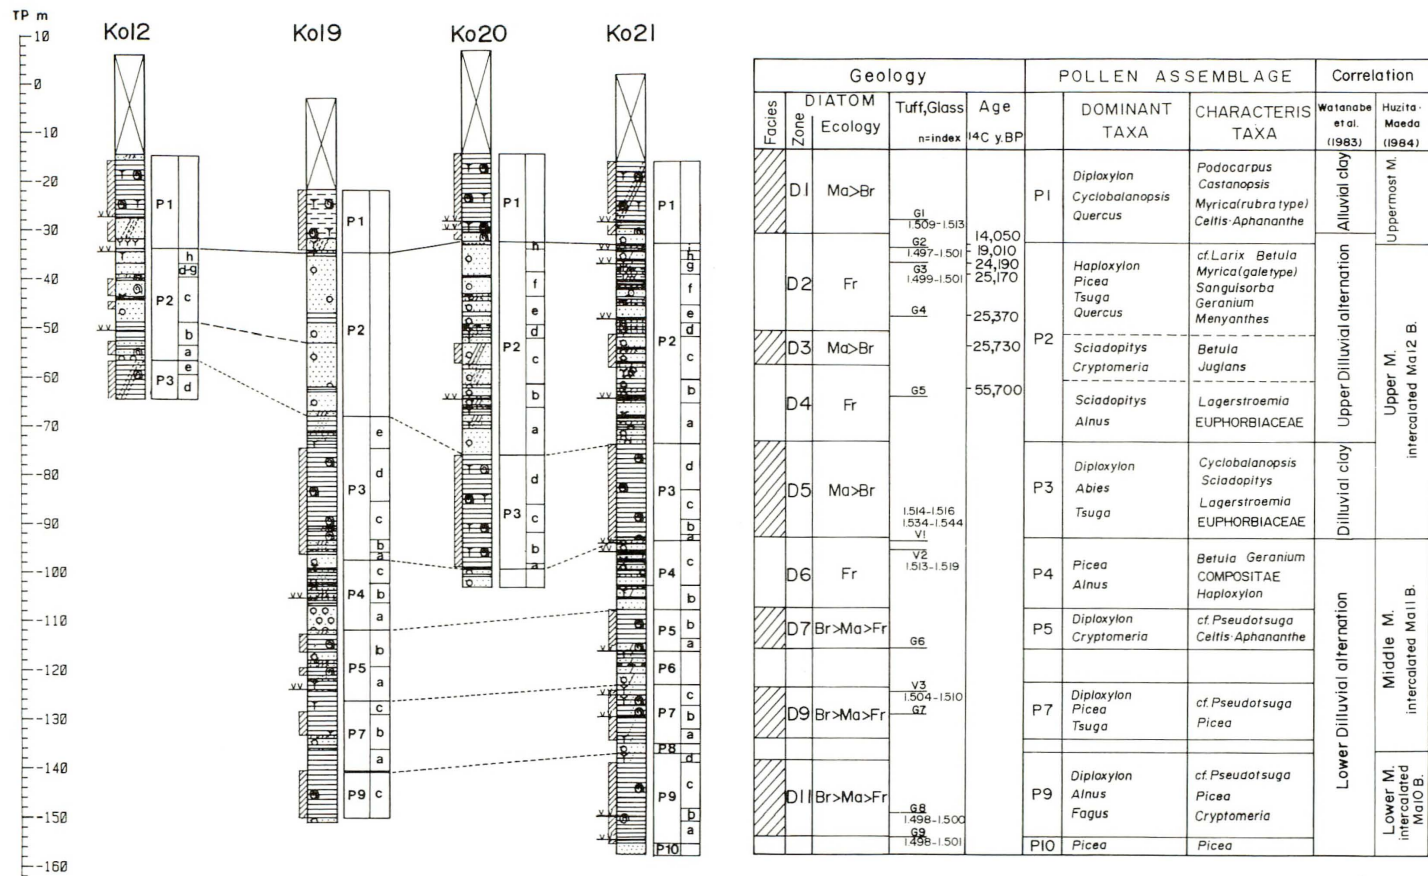 TP m
Ko12
Ko19
Ko20
Ko21
10
0
-10
-20
-30
-40
-50
-60
-70
-80
-90
-100
-110
-120
-130
-140
-150
-160
P1
h
d-g
P2
c
b
a
e
P3
d
P1
P2
e
d
P3
c
b
a
c
P4
b
a
b
P5
a
c
P7
b
a
P9
c
P1
h
f
e
d
P2
c
b
a
d
P3
c
b
a
P1
h
g
f
e
d
P2
c
b
a
d
P3
c
b
a
P4
c
b
P5
b
a
P6
c
P7
b
a
P8
d
c
P9
b
a
P10
Geology
POLLEN ASSEMBLAGE
Correlation
Facies
Zone
DIATOM
Ecology
Tuff,Glass
n=index
Age
14C y.BP
DOMINANT
TAXA
CHARACTERIS
TAXA
Watanabe
et al.
(1983)
Huzita·
Maeda
(1984)
D1
Ma>Br
G1
1.509-1.513
14,050
P1
Diploxylon
Cyclobalanopsis
Quercus
Podocarpus
Castanopsis
Myrica(rubra type)
Celtis-Aphananthe
Alluvial clay
Uppermost M.
D2
Fr
G2
1.497-1.501
G3
1.499-1.501
G4
19,010
24,190
25,170
25,370
P2
Haploxylon
Picea
Tsuga
Quercus
cf. Larix Betula
Myrica(gale type)
Sanguisorba
Geranium
Menyanthes
Upper Diluvial alternation
Upper M.
intercalated Ma12 B.
D3
Ma>Br
25,730
Sciadopitys
Cryptomeria
Betula
Juglans
D4
Fr
G5
55,700
Sciadopitys
Alnus
Lagerstroemia
EUPHORBIACEAE
D5
Ma>Br
1.514-1.516
1.534-1.544
V1
P3
Diploxylon
Abies
Tsuga
Cyclobalanopsis
Sciadopitys
Lagerstroemia
EUPHORBIACEAE
Diluvial clay
D6
Fr
V2
1.513-1.519
P4
Picea
Alnus
Betula Geranium
COMPOSITAE
Haploxylon
Lower Diluvial alternation
Middle M.
intercalated Ma11 B.
D7
Br>Ma>Fr
G6
P5
Diploxylon
Cryptomeria
cf. Pseudotsuga
Celtis-Aphananthe
D9
Br>Ma>Fr
V3
1.504-1.510
G7
P7
Diploxylon
Picea
Tsuga
cf. Pseudotsuga
Picea
D11
Br>Ma>Fr
G8
1.498-1.500
G9
1.498-1.501
P9
Diploxylon
Alnus
Fagus
cf. Pseudotsuga
Picea
Cryptomeria
Lower M.
intercalated
Ma10 B.
P10
Picea
Picea